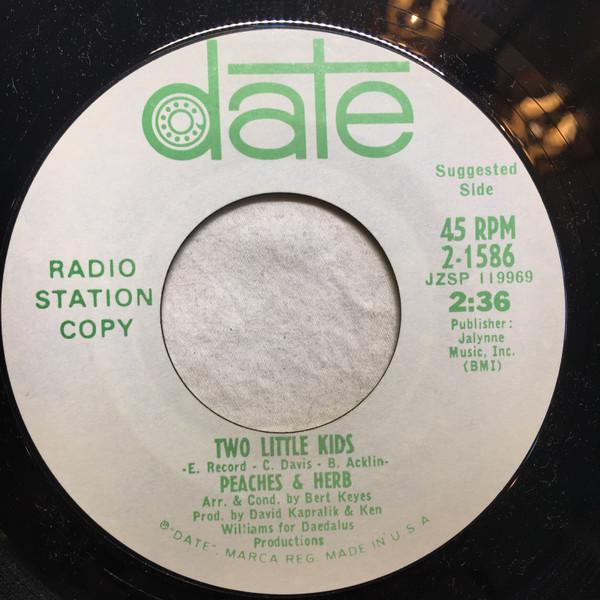 date
Suggested
Side
45 RPM
2-1586
JZSP 119969
2:36
Publisher:
Jalynne
Music, Inc.
(BMI)
RADIO
STATION
COPY
TWO LITTLE KIDS
-E. Record - C. Davis - B. Acklin-
PEACHES & HERB
Arr. & Cond. by Bert Keyes
Prod. by David Kapralik & Ken
Williams for Daedalus
Productions
℗"DATE", MARCA REG. MADE IN U.S.A